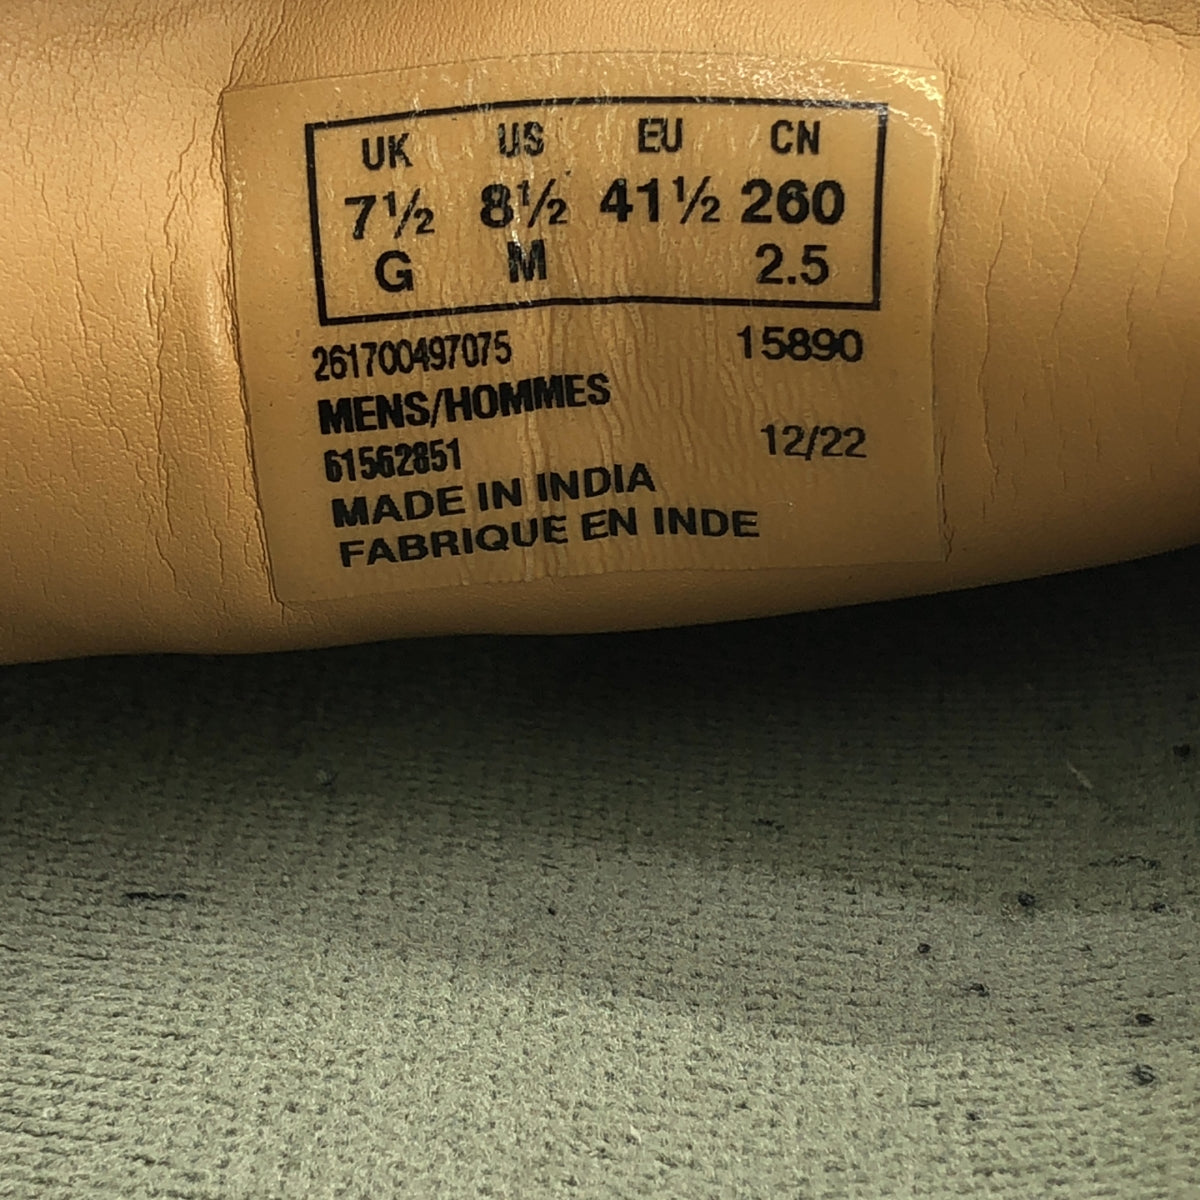 UK US EU CN
7½ 8½ 41½ 260
G M 2.5
261700497075 15890
MENS/HOMMES
61562851 12/22
MADE IN INDIA
FABRIQUE EN INDE